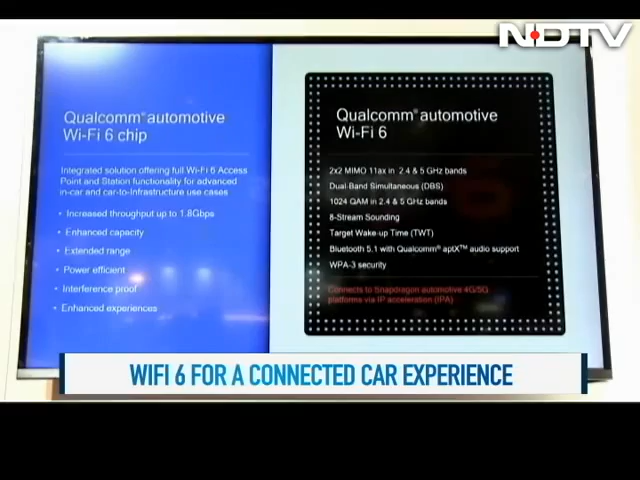 NDTV
Qualcomm® automotive
Wi-Fi 6 chip
Integrated solution offering full Wi-Fi 6 Access
Point and Station functionality for advanced
in-car and car-to-infrastructure use cases
• Increased throughput up to 1.8Gbps
• Enhanced capacity
• Extended range
• Power efficient
• Interference proof
• Enhanced experiences
Qualcomm® automotive
Wi-Fi 6
2x2 MIMO 11ax in 2.4 & 5 GHz bands
Dual-Band Simultaneous (DBS)
1024 QAM in 2.4 & 5 GHz bands
8-Stream Sounding
Target Wake-up Time (TWT)
Bluetooth 5.1 with Qualcomm® aptX™ audio support
WPA-3 security
Connects to Snapdragon automotive 4G/5G
platforms via IP acceleration (IPA)
WIFI 6 FOR A CONNECTED CAR EXPERIENCE